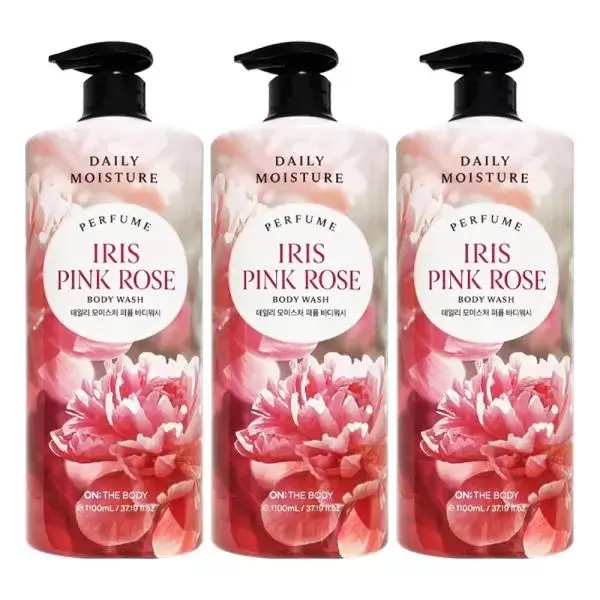 DAILY
MOISTURE
PERFUME
IRIS
PINK ROSE
BODY WASH
데일리 모이스처 퍼퓸 바디워시
ON: THE BODY
℮ 1100mL / 37.19 fl.oz
DAILY
MOISTURE
PERFUME
IRIS
PINK ROSE
BODY WASH
데일리 모이스처 퍼퓸 바디워시
ON: THE BODY
℮ 1100mL / 37.19 fl.oz
DAILY
MOISTURE
PERFUME
IRIS
PINK ROSE
BODY WASH
데일리 모이스처 퍼퓸 바디워시
ON: THE BODY
℮ 1100mL / 37.19 fl.oz